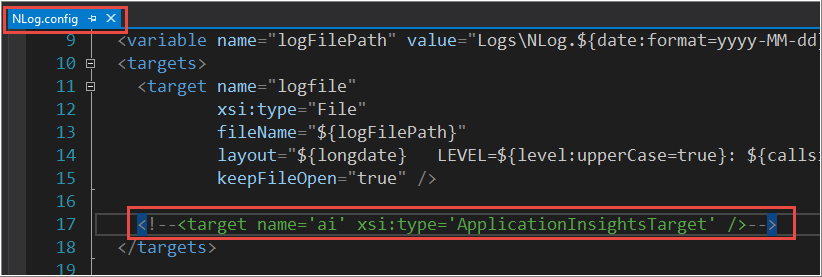 NLog.config
9 <variable name="logFilePath" value="Logs\NLog.${date:format=yyyy-MM-dd}
10 <targets>
11 <target name="logfile"
12 xsi:type="File"
13 fileName="${logFilePath}"
14 layout="${longdate}   LEVEL=${level:upperCase=true}: ${callsi
15 keepFileOpen="true" />
16
17 <!--<target name='ai' xsi:type='ApplicationInsightsTarget' />-->
18 </targets>
19